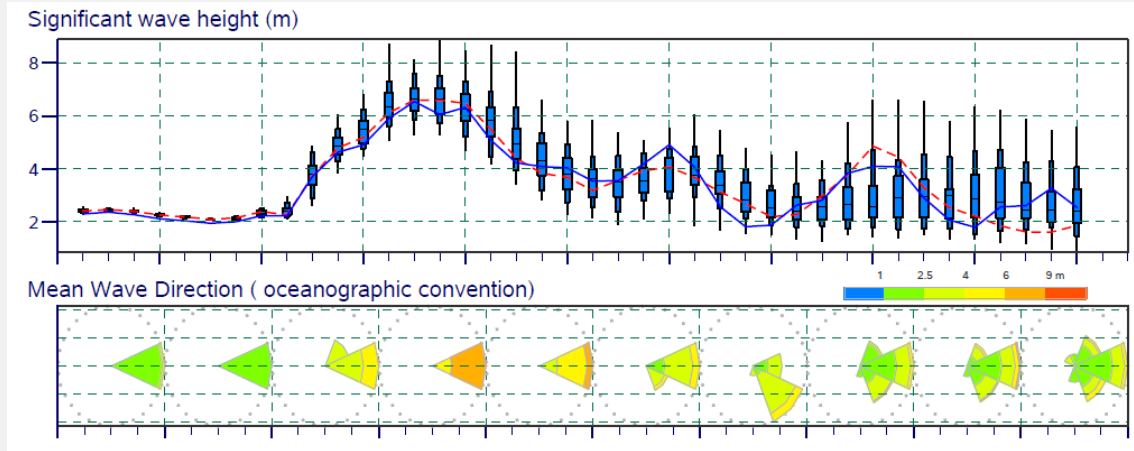 Significant wave height (m)
8
6
4
2
1 2.5 4 6 9 m
Mean Wave Direction ( oceanographic convention)